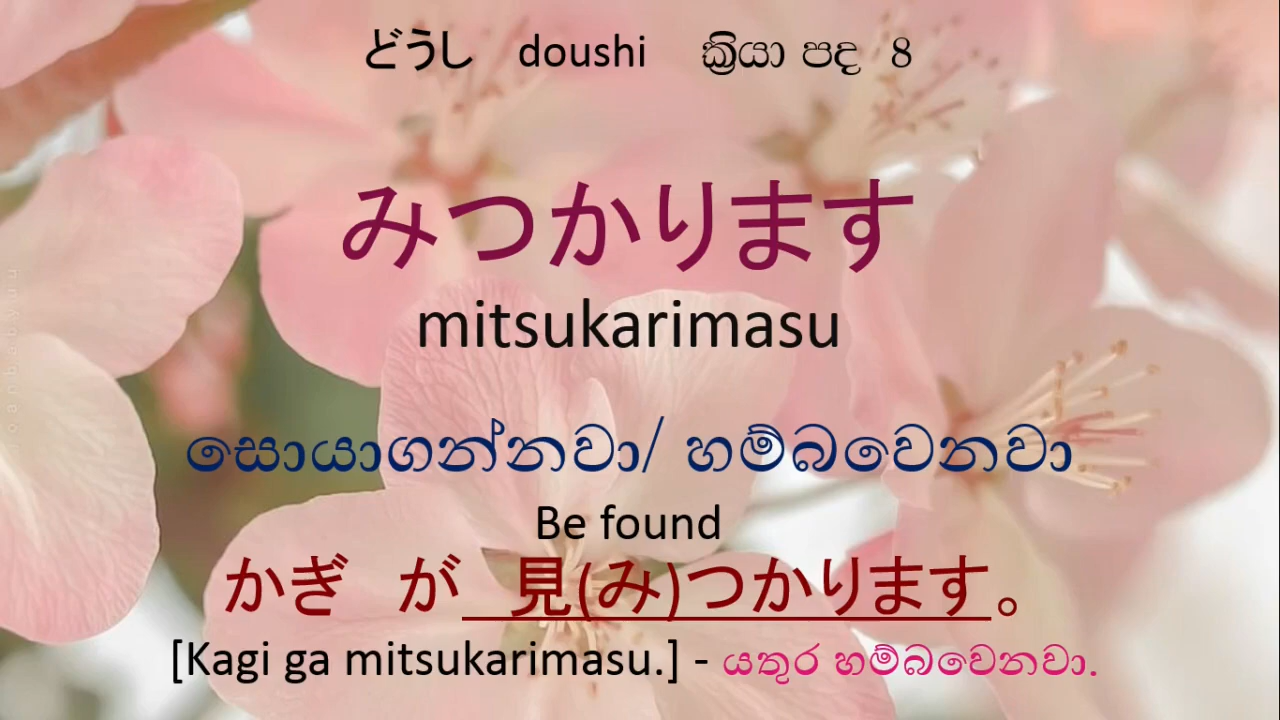 どうし doushi ක්‍රියා පද 8
みつかります
mitsukarimasu
සොයාගන්නවා/ හම්බවෙනවා
Be found
かぎ が 見(み)つかります。
[Kagi ga mitsukarimasu.] - යතුර හම්බවෙනවා.